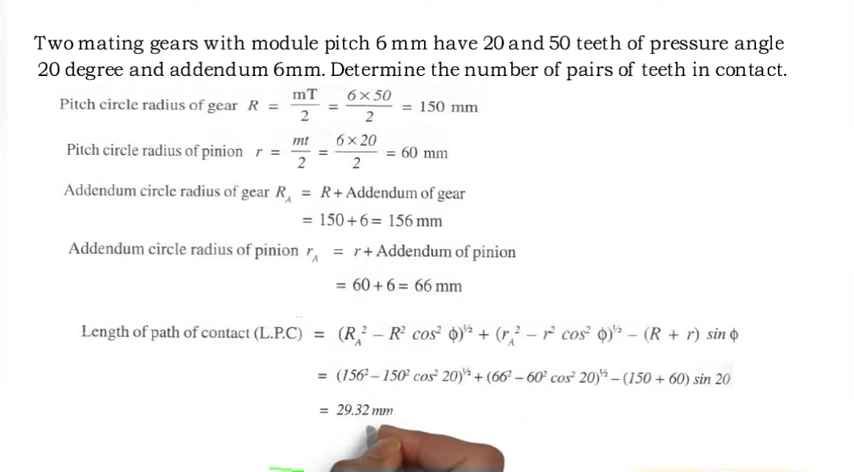 Two mating gears with module pitch 6 mm have 20 and 50 teeth of pressure angle
20 degree and addendum 6mm. Determine the number of pairs of teeth in contact.
Pitch circle radius of gear R = mT/2 = 6×50/2 = 150 mm
Pitch circle radius of pinion r = mt/2 = 6×20/2 = 60 mm
Addendum circle radius of gear R_A = R+Addendum of gear
= 150+6= 156 mm
Addendum circle radius of pinion r_A = r+Addendum of pinion
= 60+6= 66 mm
Length of path of contact (L.P.C) = (R_A² – R² cos² ϕ)^½ + (r_A² – r² cos² ϕ)^½ – (R + r) sin ϕ
= (156² – 150² cos² 20)^½ + (66² – 60² cos² 20)^½ – (150 + 60) sin 20
= 29.32 mm